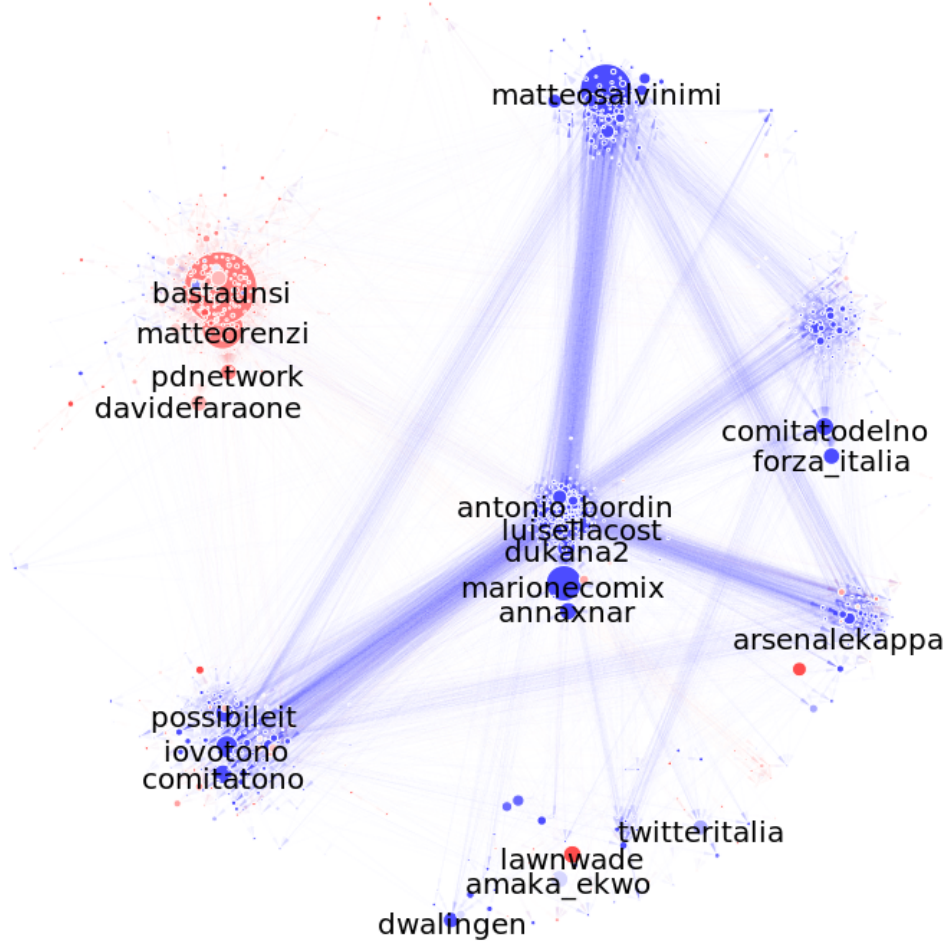 matteosalvinimi
bastaunsi
matteorenzi
pdnetwork
davidefaraone
comitatodelno
forza_italia
antonio_bordin
luisellacost
dukana2
marionecomix
annaxnar
arsenalekappa
possibileit
iovotono
comitatono
twitteritalia
lawnwade
amaka_ekwo
dwalingen